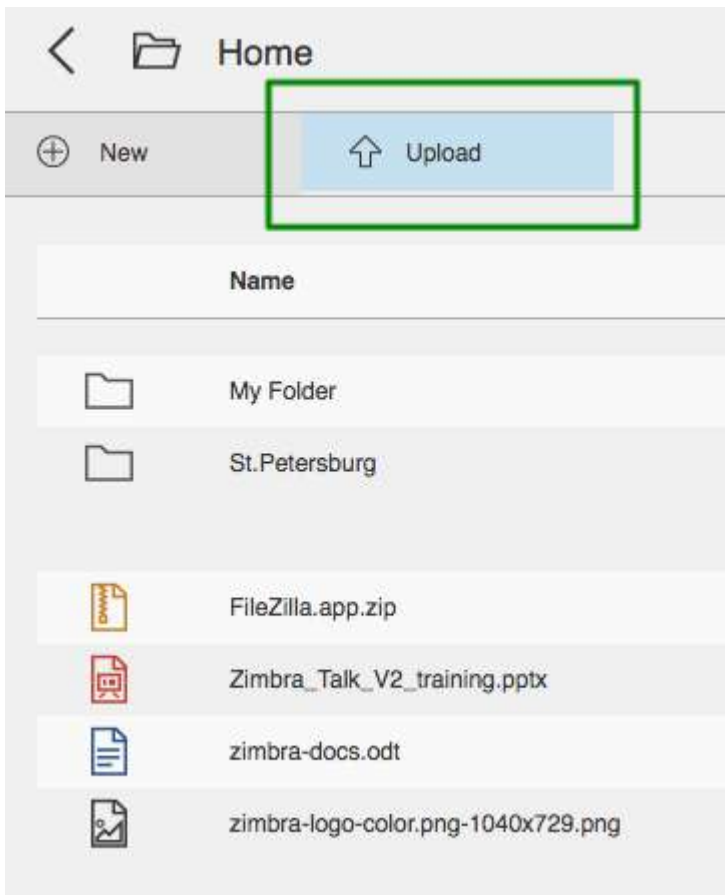 Home
New
Upload
Name
My Folder
St.Petersburg
FileZilla.app.zip
Zimbra_Talk_V2_training.pptx
zimbra-docs.odt
zimbra-logo-color.png-1040x729.png